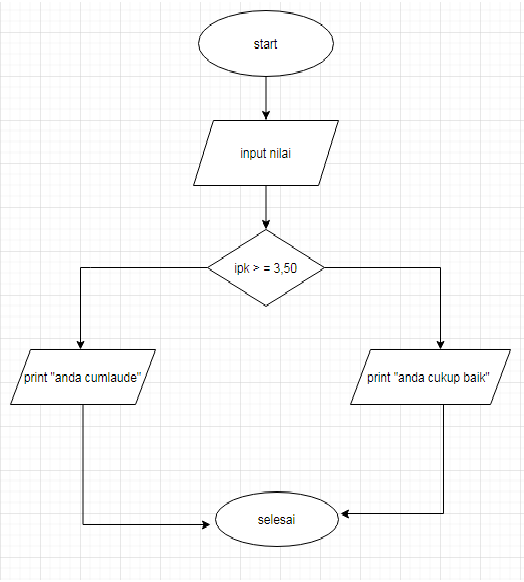 start
input nilai
ipk > = 3,50
print "anda cumlaude"
print "anda cukup baik"
selesai